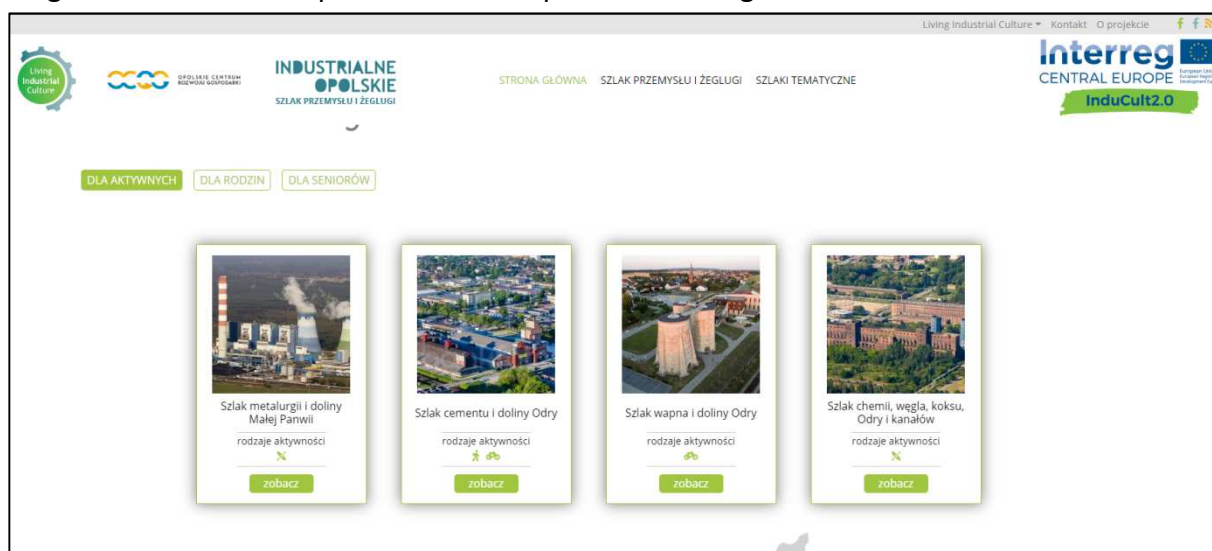 Living Industrial Culture Kontakt O projekcie
Living
Industrial
Culture
OPOLSKIE CENTRUM
ROZWOJU GOSPODARKI
INDUSTRIALNE
OPOLSKIE
SZLAK PRZEMYSŁU I ŻEGLUGI
STRONA GŁÓWNA SZLAK PRZEMYSŁU I ŻEGLUGI SZLAKI TEMATYCZNE
Interreg
CENTRAL EUROPE
InduCult2.0
DLA AKTYWNYCH DLA RODZIN DLA SENIORÓW
Szlak metalurgii i doliny
Małej Panwii
rodzaje aktywności
zobacz
Szlak cementu i doliny Odry
rodzaje aktywności
zobacz
Szlak wapna i doliny Odry
rodzaje aktywności
zobacz
Szlak chemii, węgla, koksu,
Odry i kanałów
rodzaje aktywności
zobacz